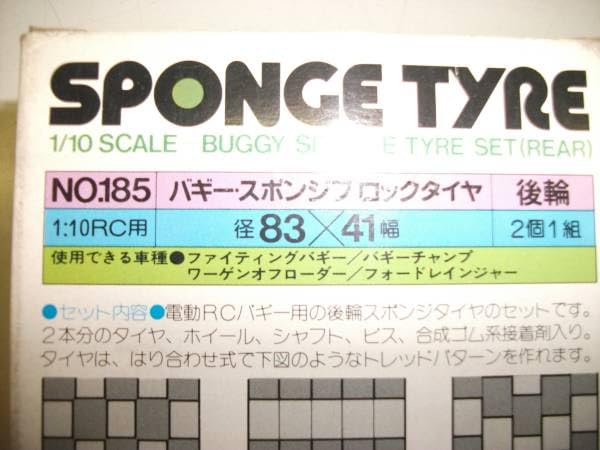 SPONGE TYRE
1/10 SCALE BUGGY E TYRE SET(REAR)
NO.185 バギー・スポンジブロックタイヤ 後輪
1:10RC用 径83×41幅 2個1組
使用できる車種●ファイティングバギー/バギーチャンプ
ワーゲンオフローダー/フォードレインジャー
●セット内容●電動RCバギー用の後輪スポンジタイヤのセットです。
2本分のタイヤ、ホイール、シャフト、ビス、合成ゴム系接着剤入り。
タイヤは、はり合わせ式で下図のようなトレッドパターンを作れます。